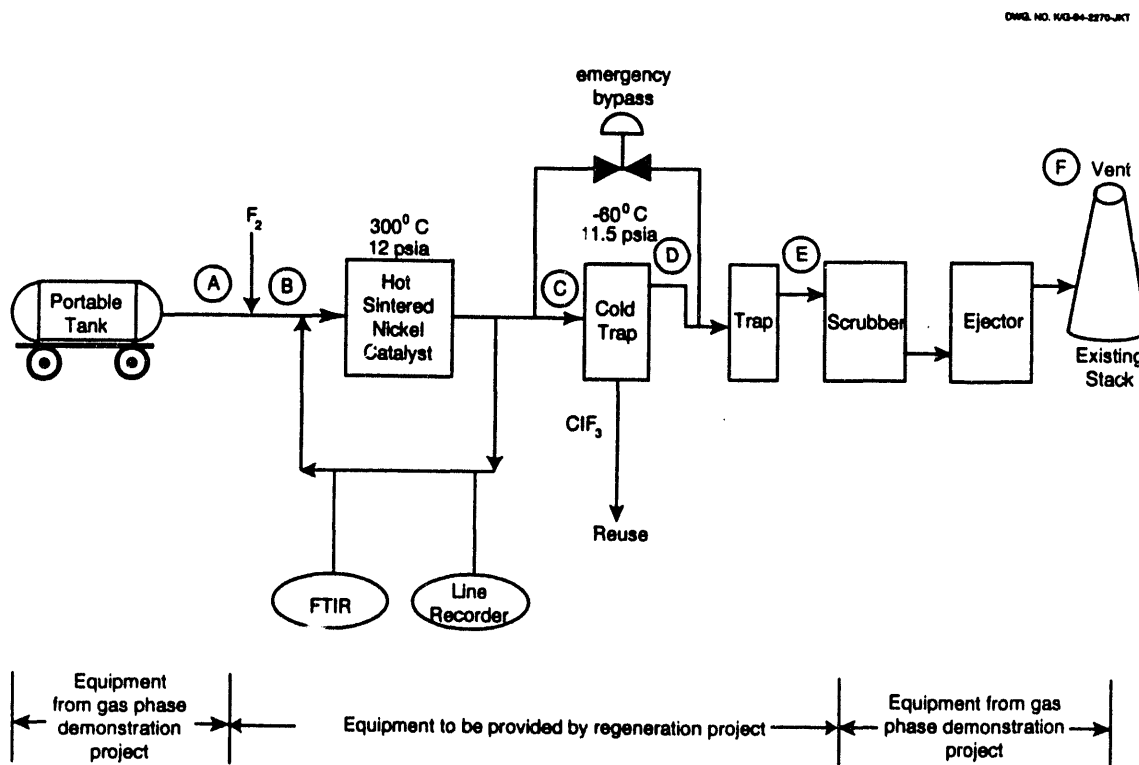 DWG. NO. K/G-94-2270-JKT
emergency
bypass
F
Vent
F₂
300⁰ C
12 psia
-60⁰ C
11.5 psia
A
B
C
D
E
Portable
Tank
Hot
Sintered
Nickel
Catalyst
Cold
Trap
Trap
Scrubber
Ejector
Existing
Stack
ClF₃
Reuse
FTIR
Line
Recorder
Equipment
from gas phase
demonstration
project
Equipment to be provided by regeneration project
Equipment from gas
phase demonstration
project